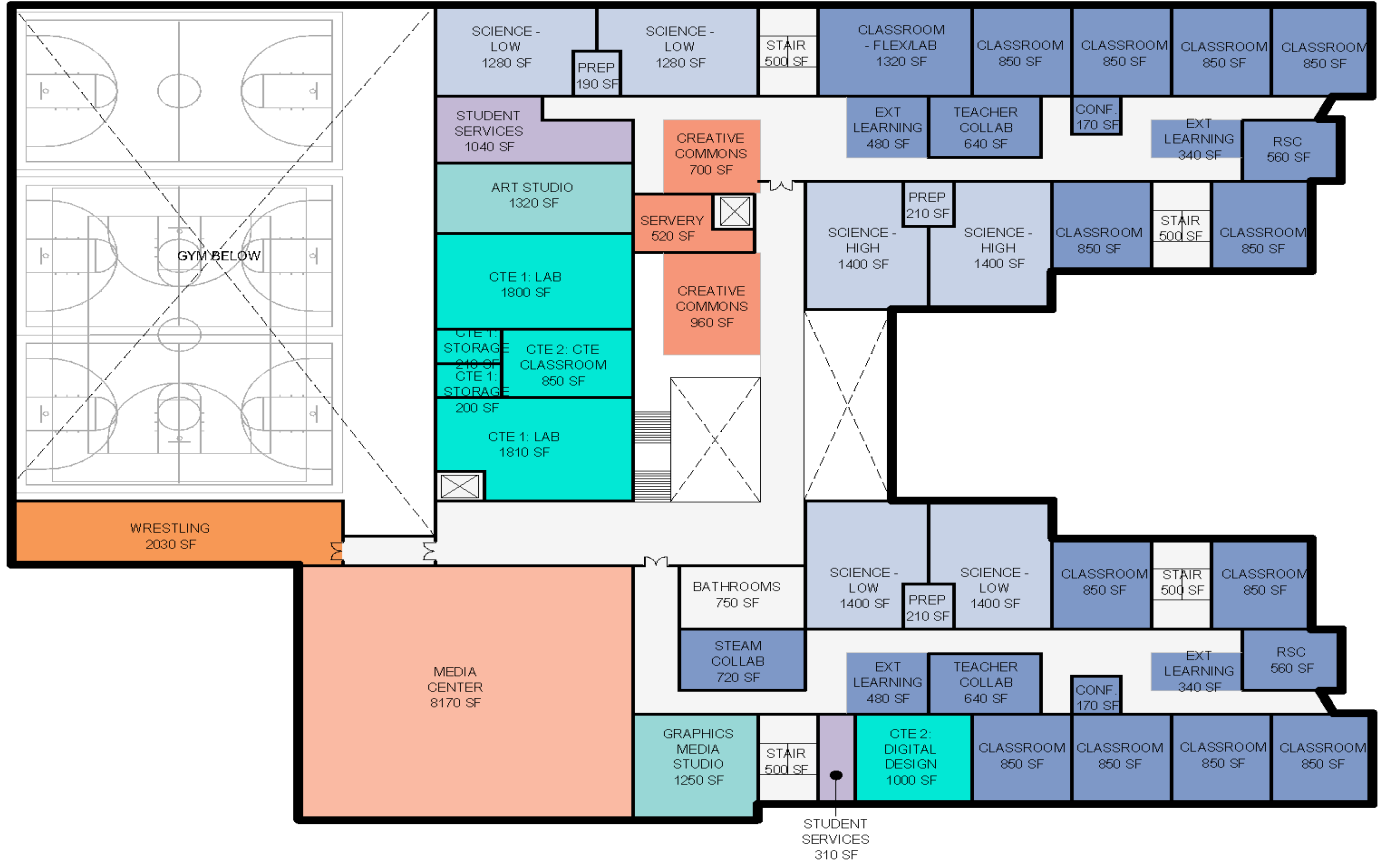 SCIENCE -
LOW
1280 SF
PREP
190 SF
SCIENCE -
LOW
1280 SF
STAIR
500 SF
CLASSROOM
- FLEX/LAB
1320 SF
CLASSROOM
850 SF
CLASSROOM
850 SF
CLASSROOM
850 SF
CLASSROOM
850 SF
STUDENT
SERVICES
1040 SF
CREATIVE
COMMONS
700 SF
EXT
LEARNING
480 SF
TEACHER
COLLAB
640 SF
CONF.
170 SF
EXT
LEARNING
340 SF
RSC
560 SF
ART STUDIO
1320 SF
SERVERY
520 SF
SCIENCE -
HIGH
1400 SF
PREP
210 SF
SCIENCE -
HIGH
1400 SF
CLASSROOM
850 SF
STAIR
500 SF
CLASSROOM
850 SF
GYM BELOW
CTE 1: LAB
1800 SF
CREATIVE
COMMONS
960 SF
CTE 1:
STORAGE
210 SF
CTE 2: CTE
CLASSROOM
850 SF
CTE 1:
STORAGE
200 SF
CTE 1: LAB
1810 SF
WRESTLING
2030 SF
BATHROOMS
750 SF
SCIENCE -
LOW
1400 SF
PREP
210 SF
SCIENCE -
LOW
1400 SF
CLASSROOM
850 SF
STAIR
500 SF
CLASSROOM
850 SF
MEDIA
CENTER
8170 SF
STEAM
COLLAB
720 SF
EXT
LEARNING
480 SF
TEACHER
COLLAB
640 SF
CONF.
170 SF
EXT
LEARNING
340 SF
RSC
560 SF
GRAPHICS
MEDIA
STUDIO
1250 SF
STAIR
500 SF
CTE 2:
DIGITAL
DESIGN
1000 SF
CLASSROOM
850 SF
CLASSROOM
850 SF
CLASSROOM
850 SF
CLASSROOM
850 SF
STUDENT
SERVICES
310 SF